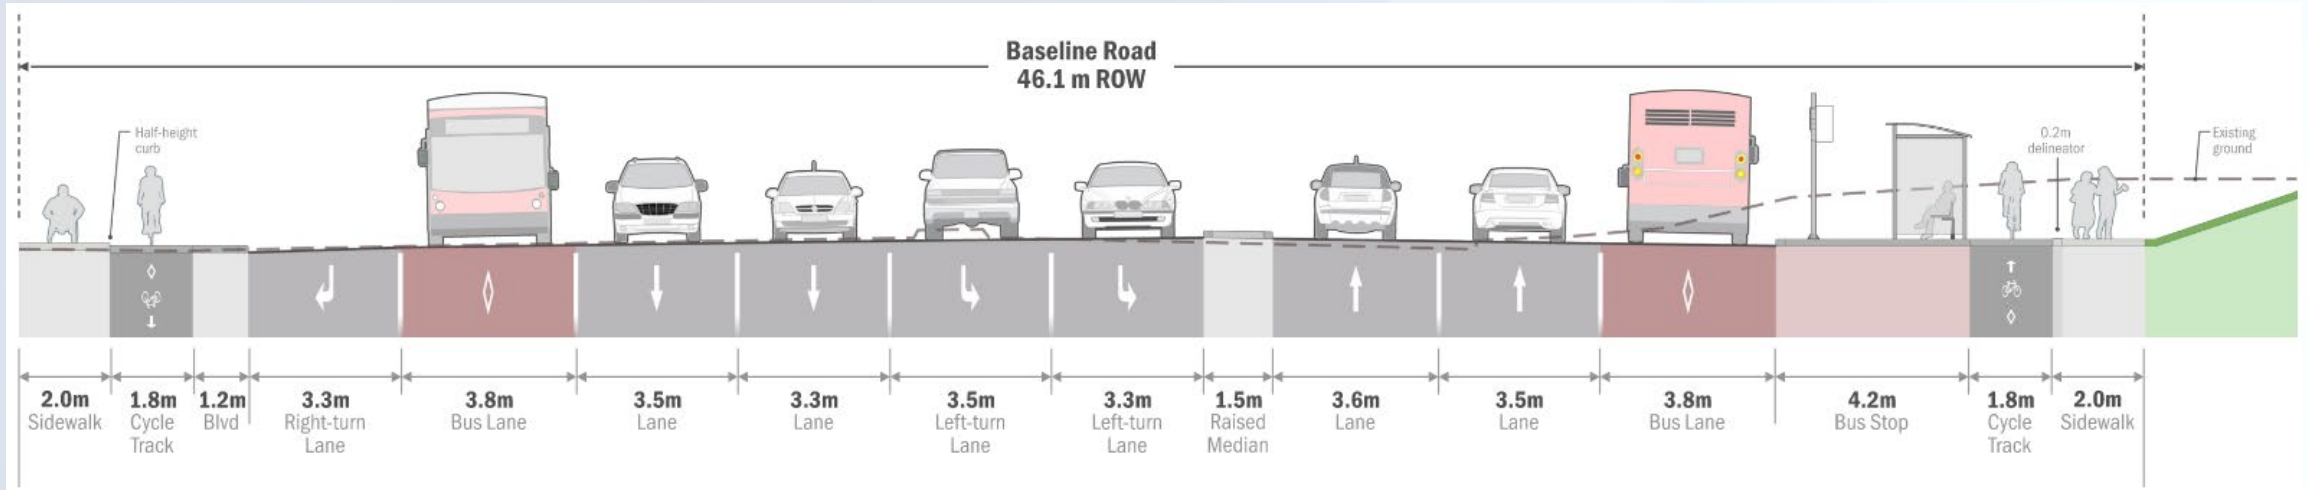 Baseline Road
46.1 m ROW
Half-height
curb
0.2m
delineator
Existing
ground
2.0m
Sidewalk
1.8m
Cycle
Track
1.2m
Blvd
3.3m
Right-turn
Lane
3.8m
Bus Lane
3.5m
Lane
3.3m
Lane
3.5m
Left-turn
Lane
3.3m
Left-turn
Lane
1.5m
Raised
Median
3.6m
Lane
3.5m
Lane
3.8m
Bus Lane
4.2m
Bus Stop
1.8m
Cycle
Track
2.0m
Sidewalk